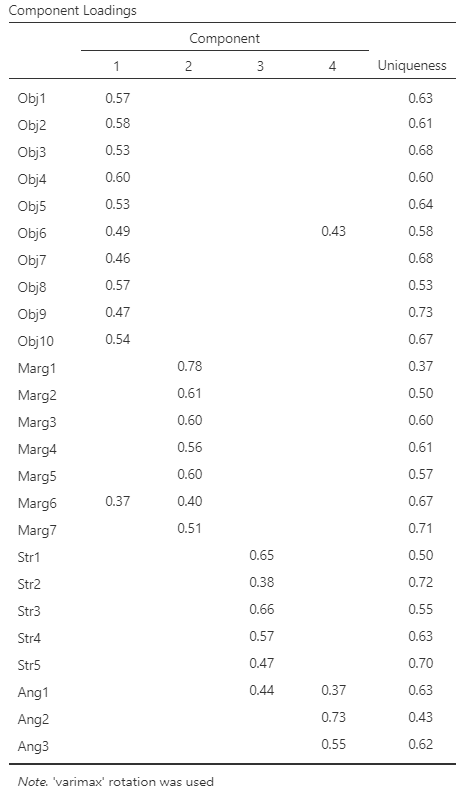 Component Loadings
Component
1 2 3 4 Uniqueness
Obj1 0.57 0.63
Obj2 0.58 0.61
Obj3 0.53 0.68
Obj4 0.60 0.60
Obj5 0.53 0.64
Obj6 0.49 0.43 0.58
Obj7 0.46 0.68
Obj8 0.57 0.53
Obj9 0.47 0.73
Obj10 0.54 0.67
Marg1 0.78 0.37
Marg2 0.61 0.50
Marg3 0.60 0.60
Marg4 0.56 0.61
Marg5 0.60 0.57
Marg6 0.37 0.40 0.67
Marg7 0.51 0.71
Str1 0.65 0.50
Str2 0.38 0.72
Str3 0.66 0.55
Str4 0.57 0.63
Str5 0.47 0.70
Ang1 0.44 0.37 0.63
Ang2 0.73 0.43
Ang3 0.55 0.62
Note. 'varimax' rotation was used